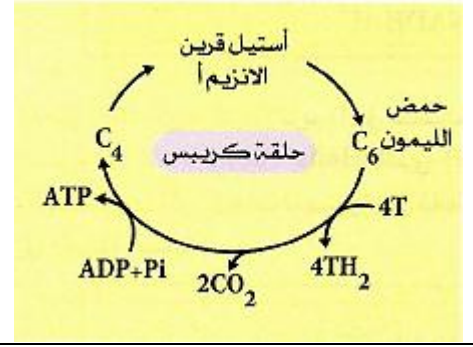 أستيل قرين
الانزيم أ
حمض
الليمون
C6
C4
حلقة كريبس
4T
ATP
4TH2
ADP+Pi
2CO2